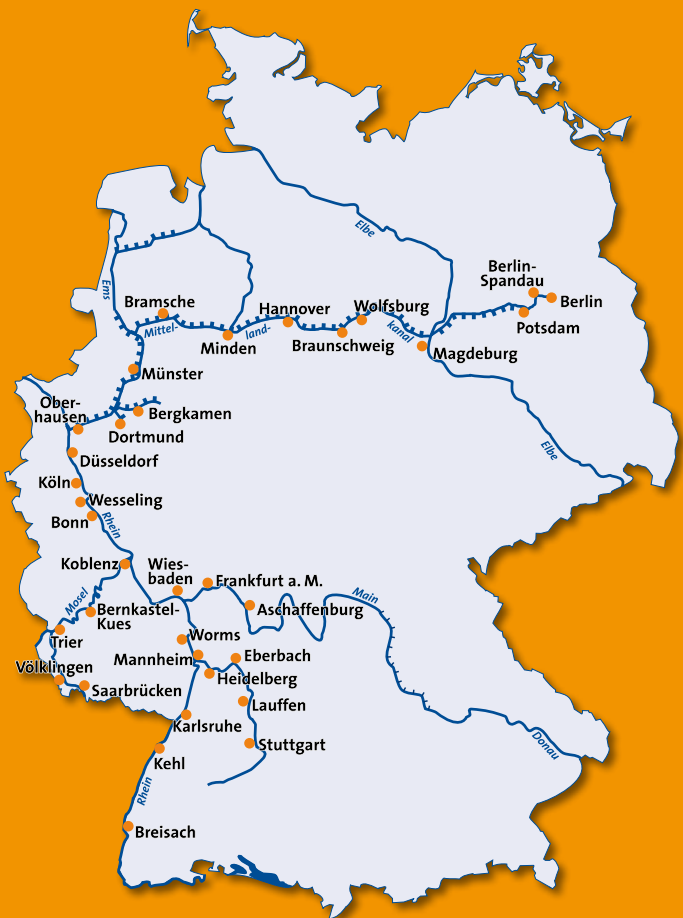 Elbe
Berlin-
Spandau
Berlin
Ems
Bramsche
Hannover
Wolfsburg
Potsdam
Mittel-
land-
kanal
Minden
Braunschweig
Magdeburg
Münster
Ober-
hausen
Bergkamen
Dortmund
Elbe
Düsseldorf
Köln
Wesseling
Bonn
Rhein
Koblenz
Wies-
baden
Frankfurt a. M.
Main
Mosel
Bernkastel-
Kues
Aschaffenburg
Trier
Worms
Mannheim
Eberbach
Völklingen
Heidelberg
Saarbrücken
Lauffen
Karlsruhe
Stuttgart
Donau
Kehl
Rhein
Breisach